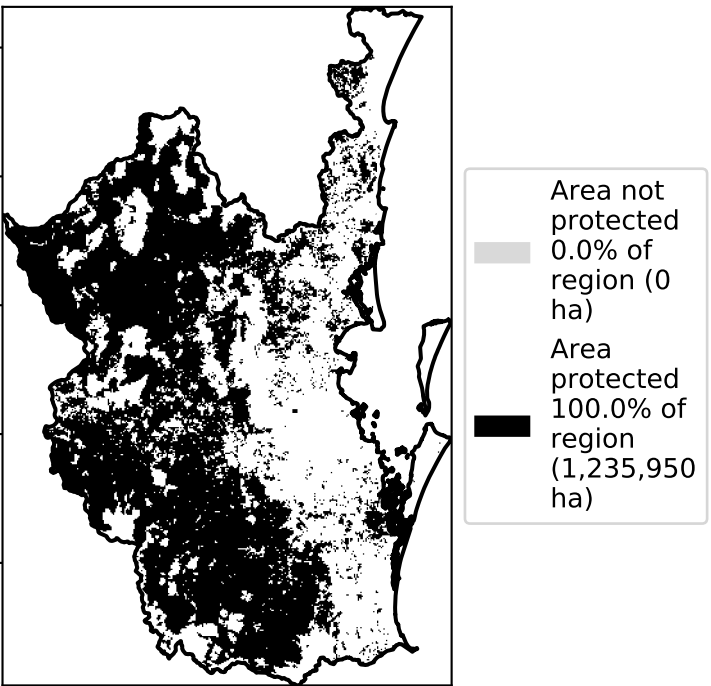 Area not
protected
0.0% of
region (0
ha)
Area
protected
100.0% of
region
(1,235,950
ha)